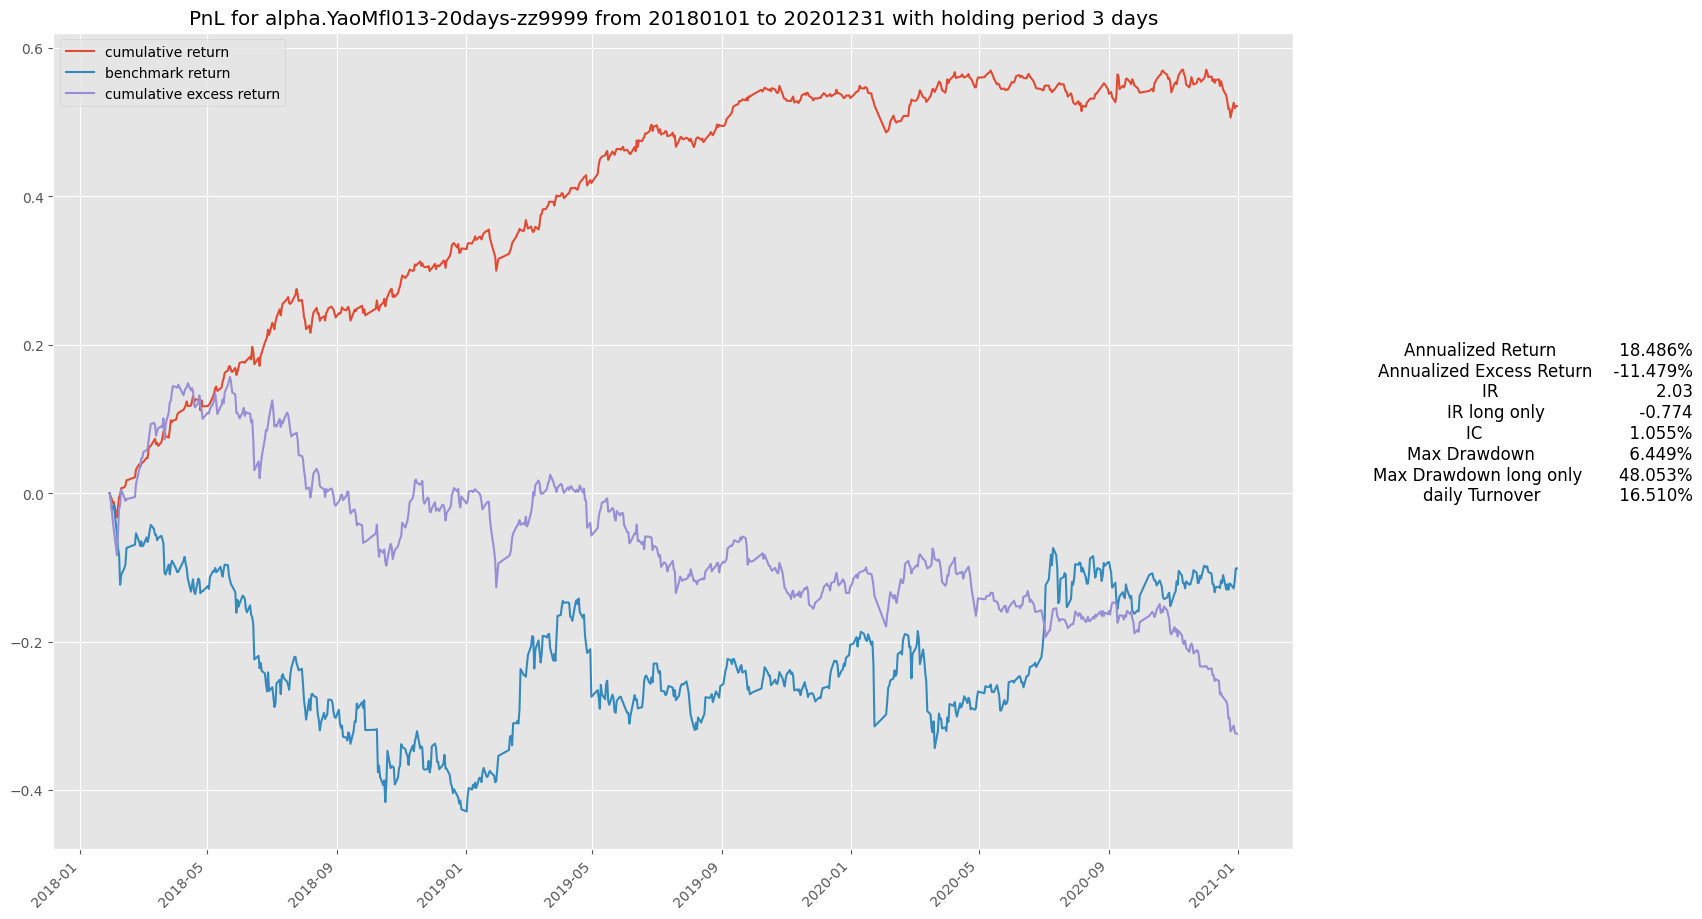 PnL for alpha.YaoMfl013-20days-zz9999 from 20180101 to 20201231 with holding period 3 days
cumulative return
benchmark return
cumulative excess return
0.6
0.4
0.2
0.0
−0.2
−0.4
2018-01
2018-05
2018-09
2019-01
2019-05
2019-09
2020-01
2020-05
2020-09
2021-01
Annualized Return 18.486%
Annualized Excess Return -11.479%
IR 2.03
IR long only -0.774
IC 1.055%
Max Drawdown 6.449%
Max Drawdown long only 48.053%
daily Turnover 16.510%